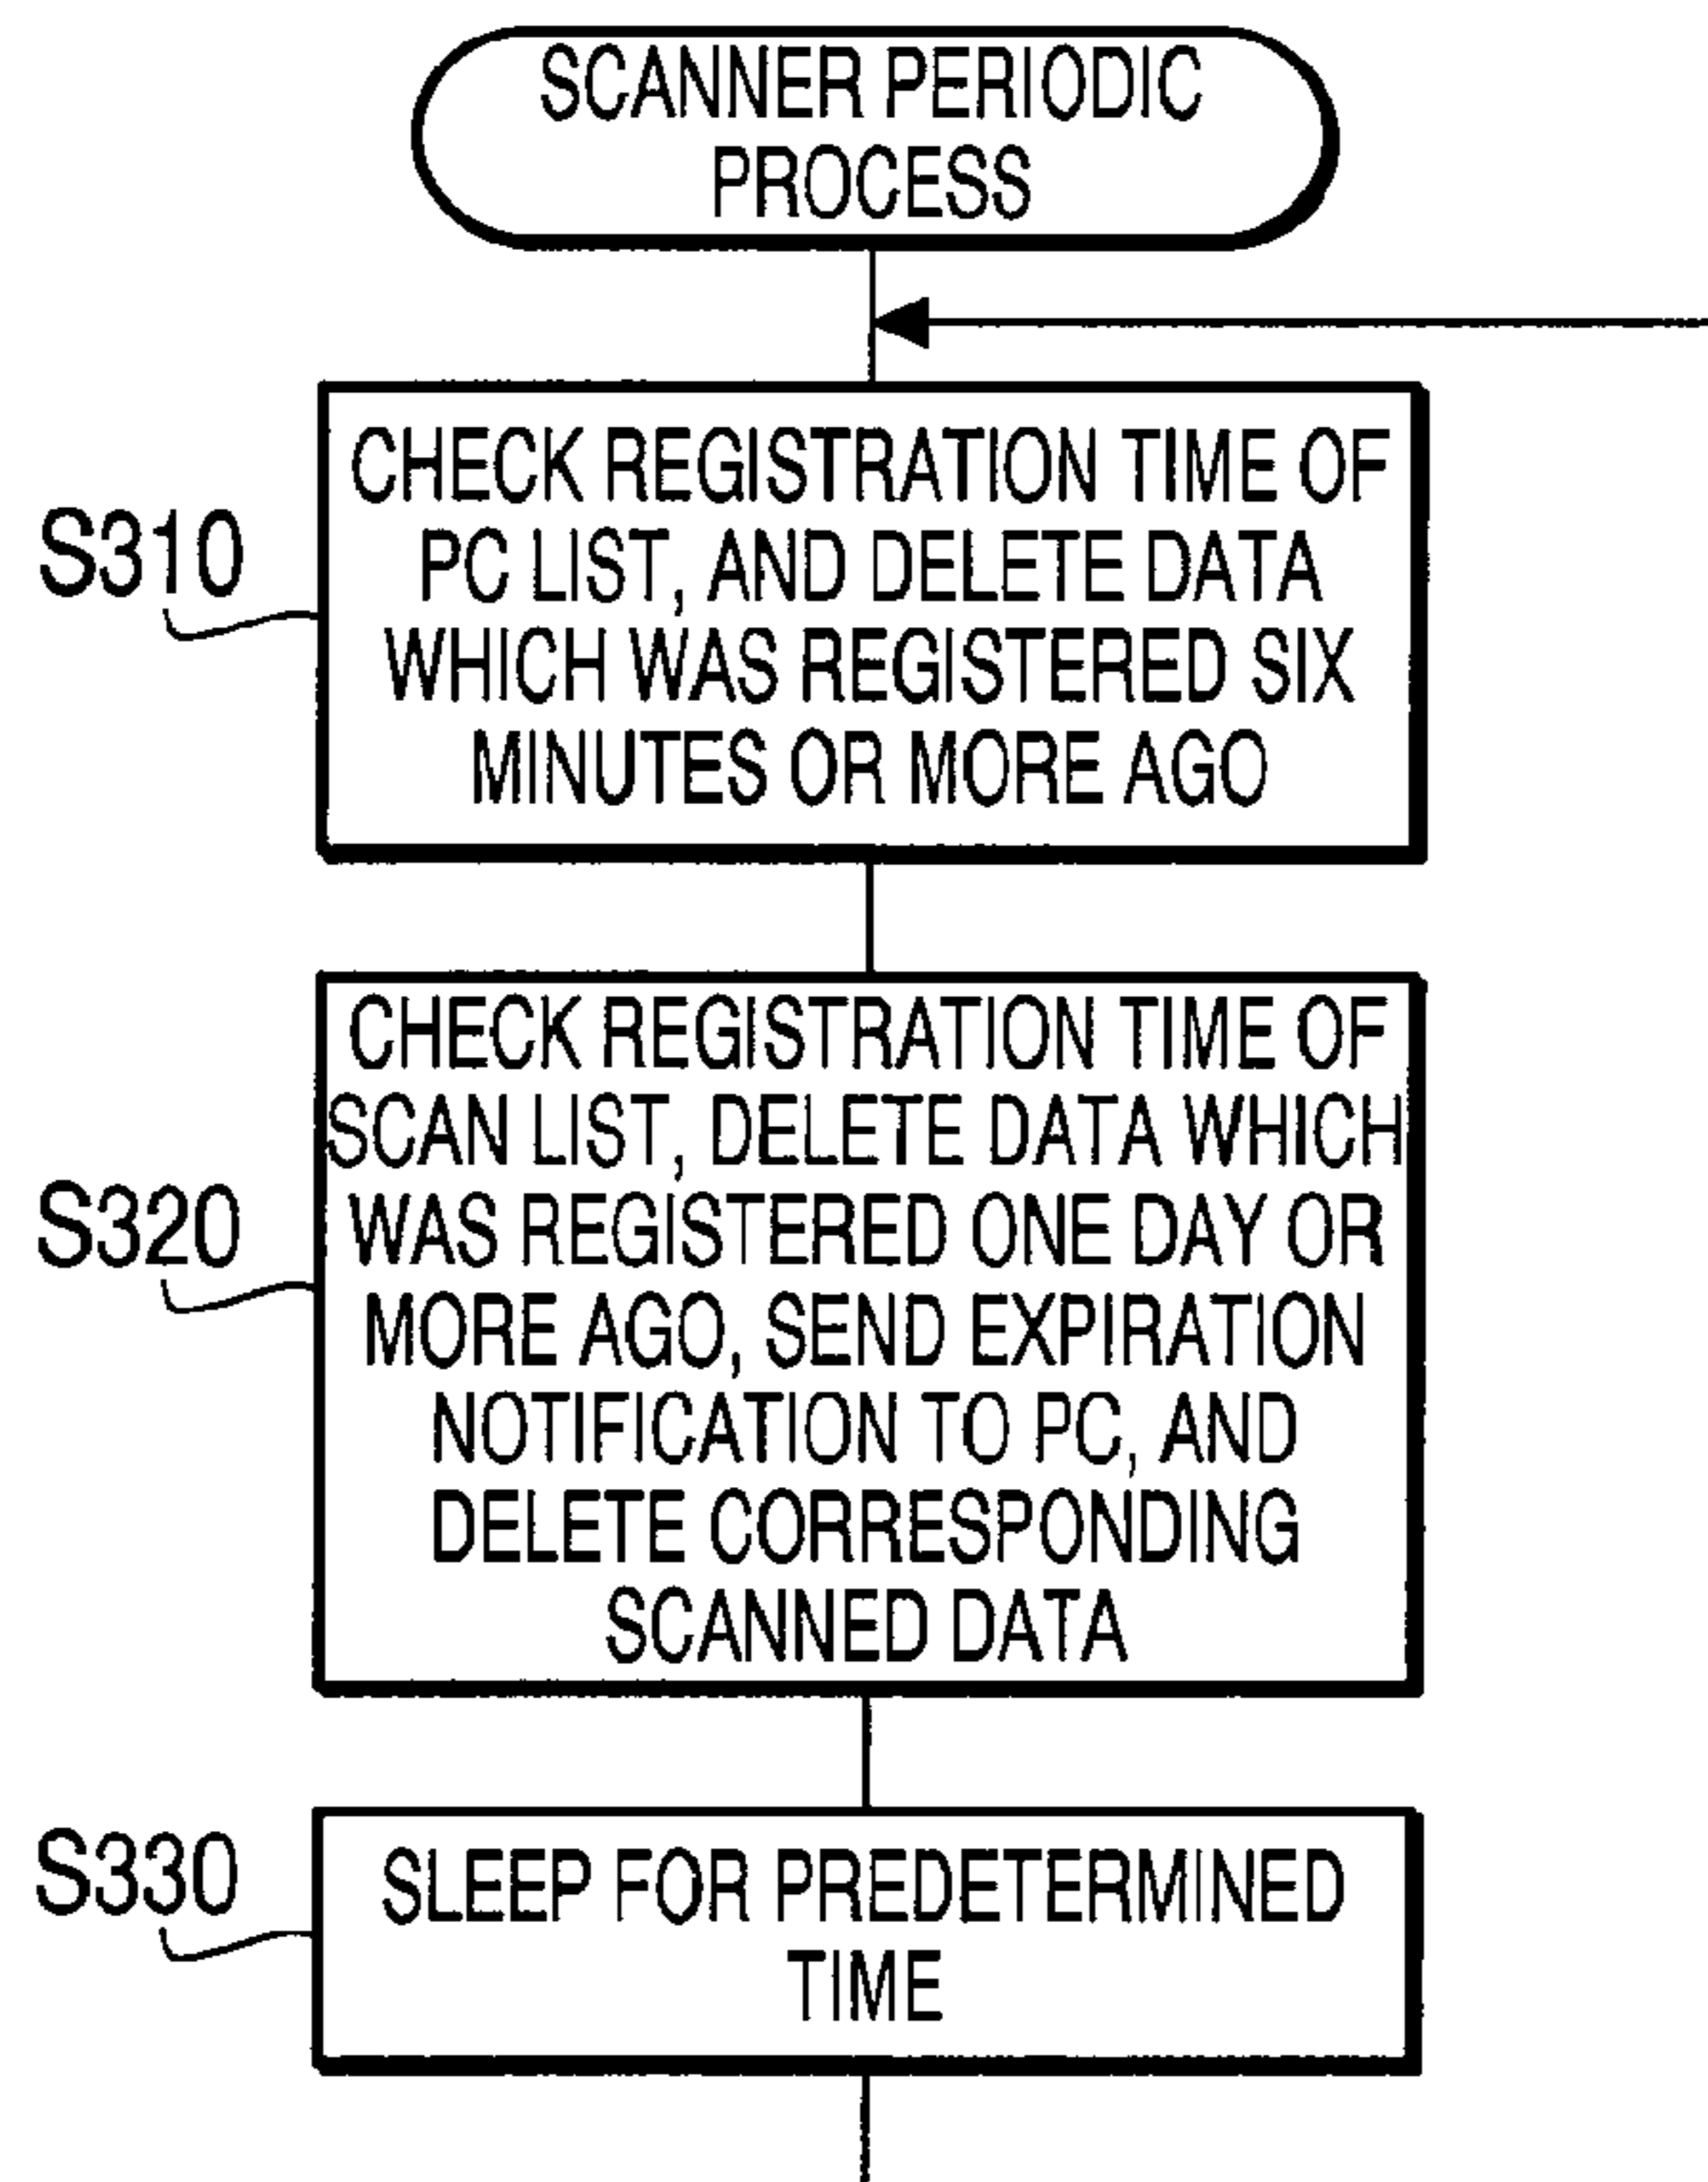 SCANNER PERIODIC
PROCESS
CHECK REGISTRATION TIME OF
PC LIST, AND DELETE DATA
WHICH WAS REGISTERED SIX
MINUTES OR MORE AGO
S310
CHECK REGISTRATION TIME OF
SCAN LIST, DELETE DATA WHICH
WAS REGISTERED ONE DAY OR
MORE AGO, SEND EXPIRATION
NOTIFICATION TO PC, AND
DELETE CORRESPONDING
SCANNED DATA
S320
SLEEP FOR PREDETERMINED
TIME
S330